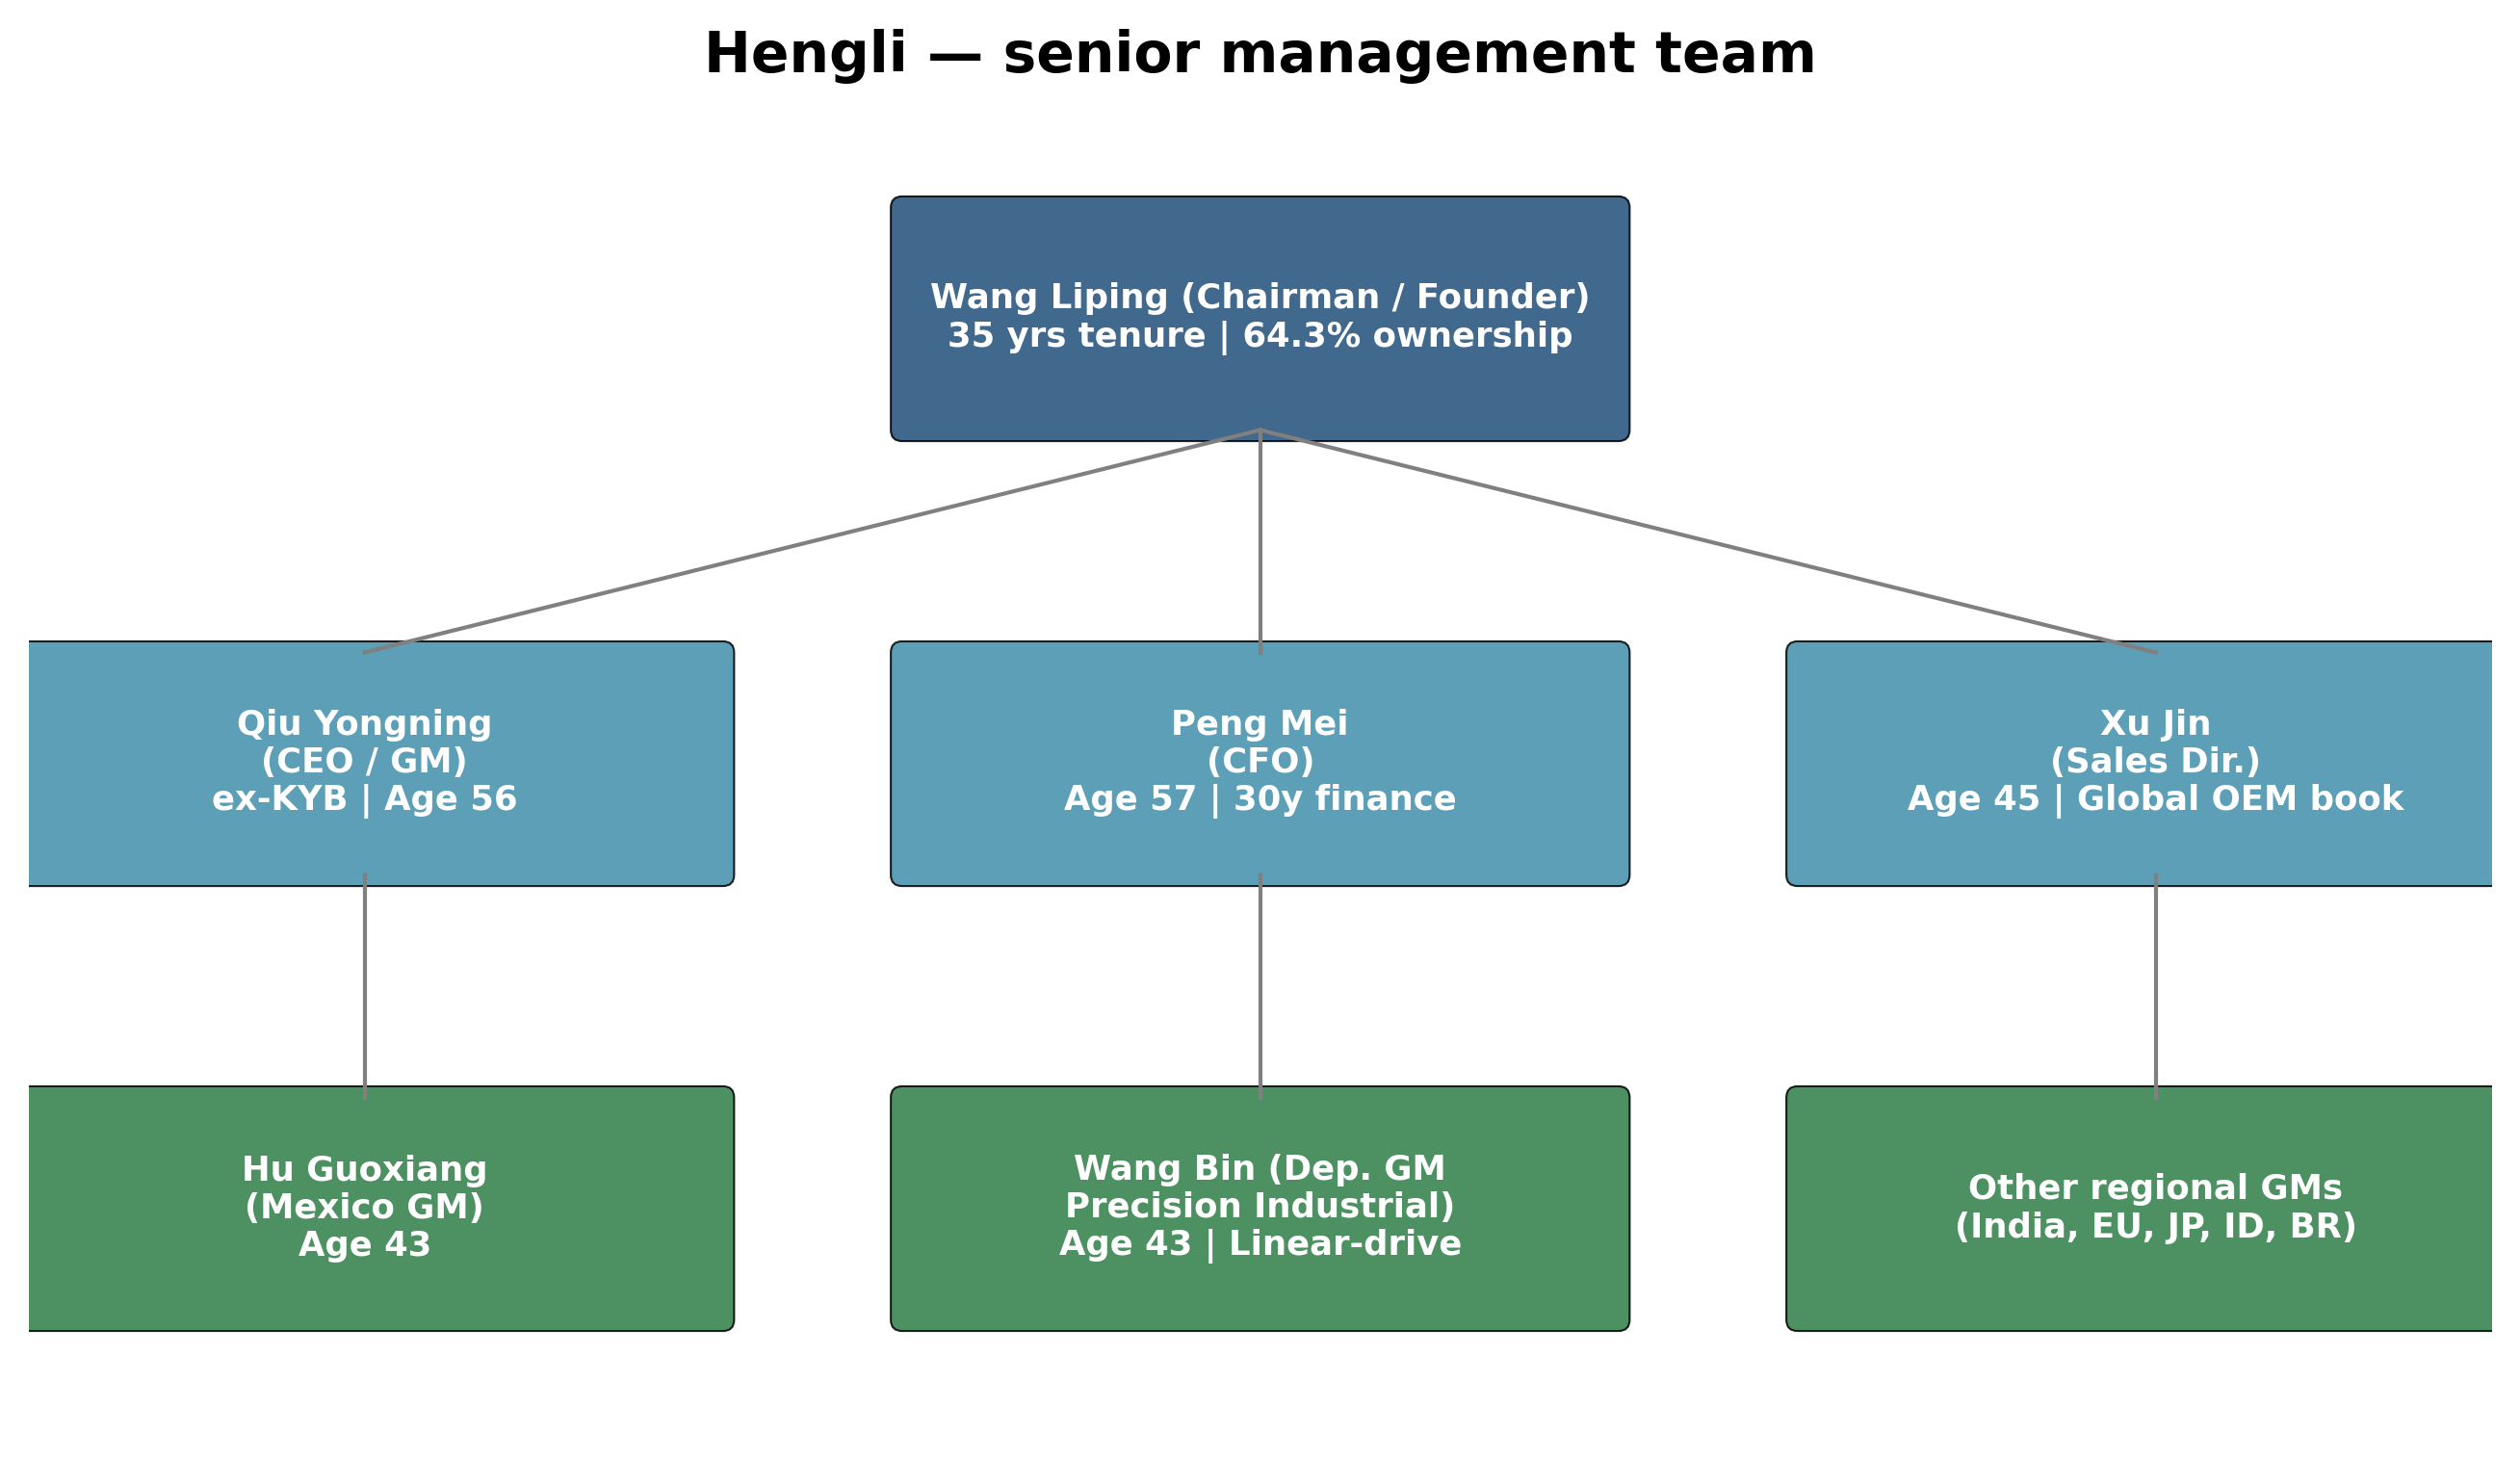 Hengli — senior management team
Wang Liping (Chairman / Founder)
35 yrs tenure | 64.3% ownership
Qiu Yongning
(CEO / GM)
ex-KYB | Age 56
Peng Mei
(CFO)
Age 57 | 30y finance
Xu Jin
(Sales Dir.)
Age 45 | Global OEM book
Hu Guoxiang
(Mexico GM)
Age 43
Wang Bin (Dep. GM
Precision Industrial)
Age 43 | Linear-drive
Other regional GMs
(India, EU, JP, ID, BR)